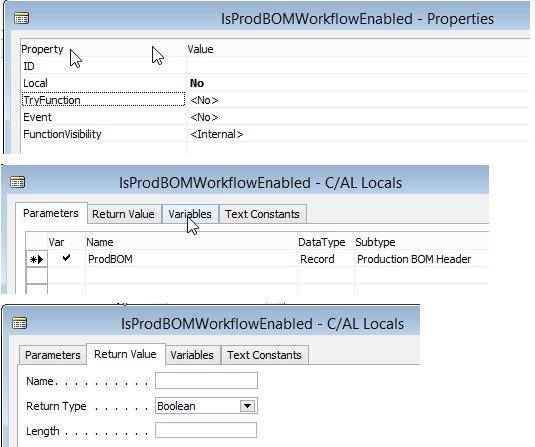 IsProdBOMWorkflowEnabled - Properties
Property Value
ID
Local No
TryFunction <No>
Event <No>
FunctionVisibility <Internal>
IsProdBOMWorkflowEnabled - C/AL Locals
Parameters Return Value Variables Text Constants
Var Name DataType Subtype
ProdBOM Record Production BOM Header
IsProdBOMWorkflowEnabled - C/AL Locals
Parameters Return Value Variables Text Constants
Name. . . . . . . . . .
Return Type . . . . . . Boolean
Length . . . . . . . . .